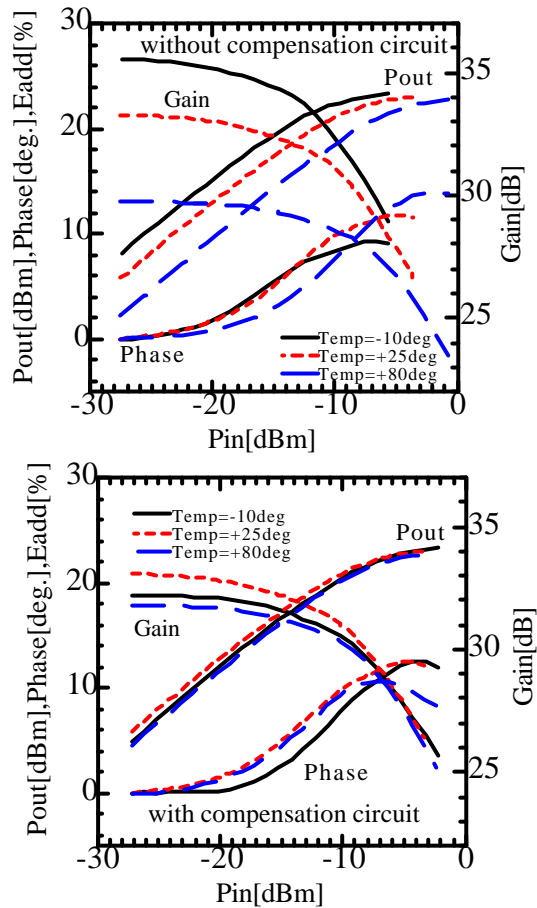 Pout[dBm],Phase[deg.],Eadd[%]
30
20
10
0
without compensation circuit
Pout
Gain
Phase
Temp=-10deg
Temp=+25deg
Temp=+80deg
35
30
25
Gain[dB]
-30
-20
-10
0
Pin[dBm]
Pout[dBm],Phase[deg.],Eadd[%]
30
20
10
0
Temp=-10deg
Temp=+25deg
Temp=+80deg
Pout
Gain
Phase
with compensation circuit
35
30
25
Gain[dB]
-30
-20
-10
0
Pin[dBm]